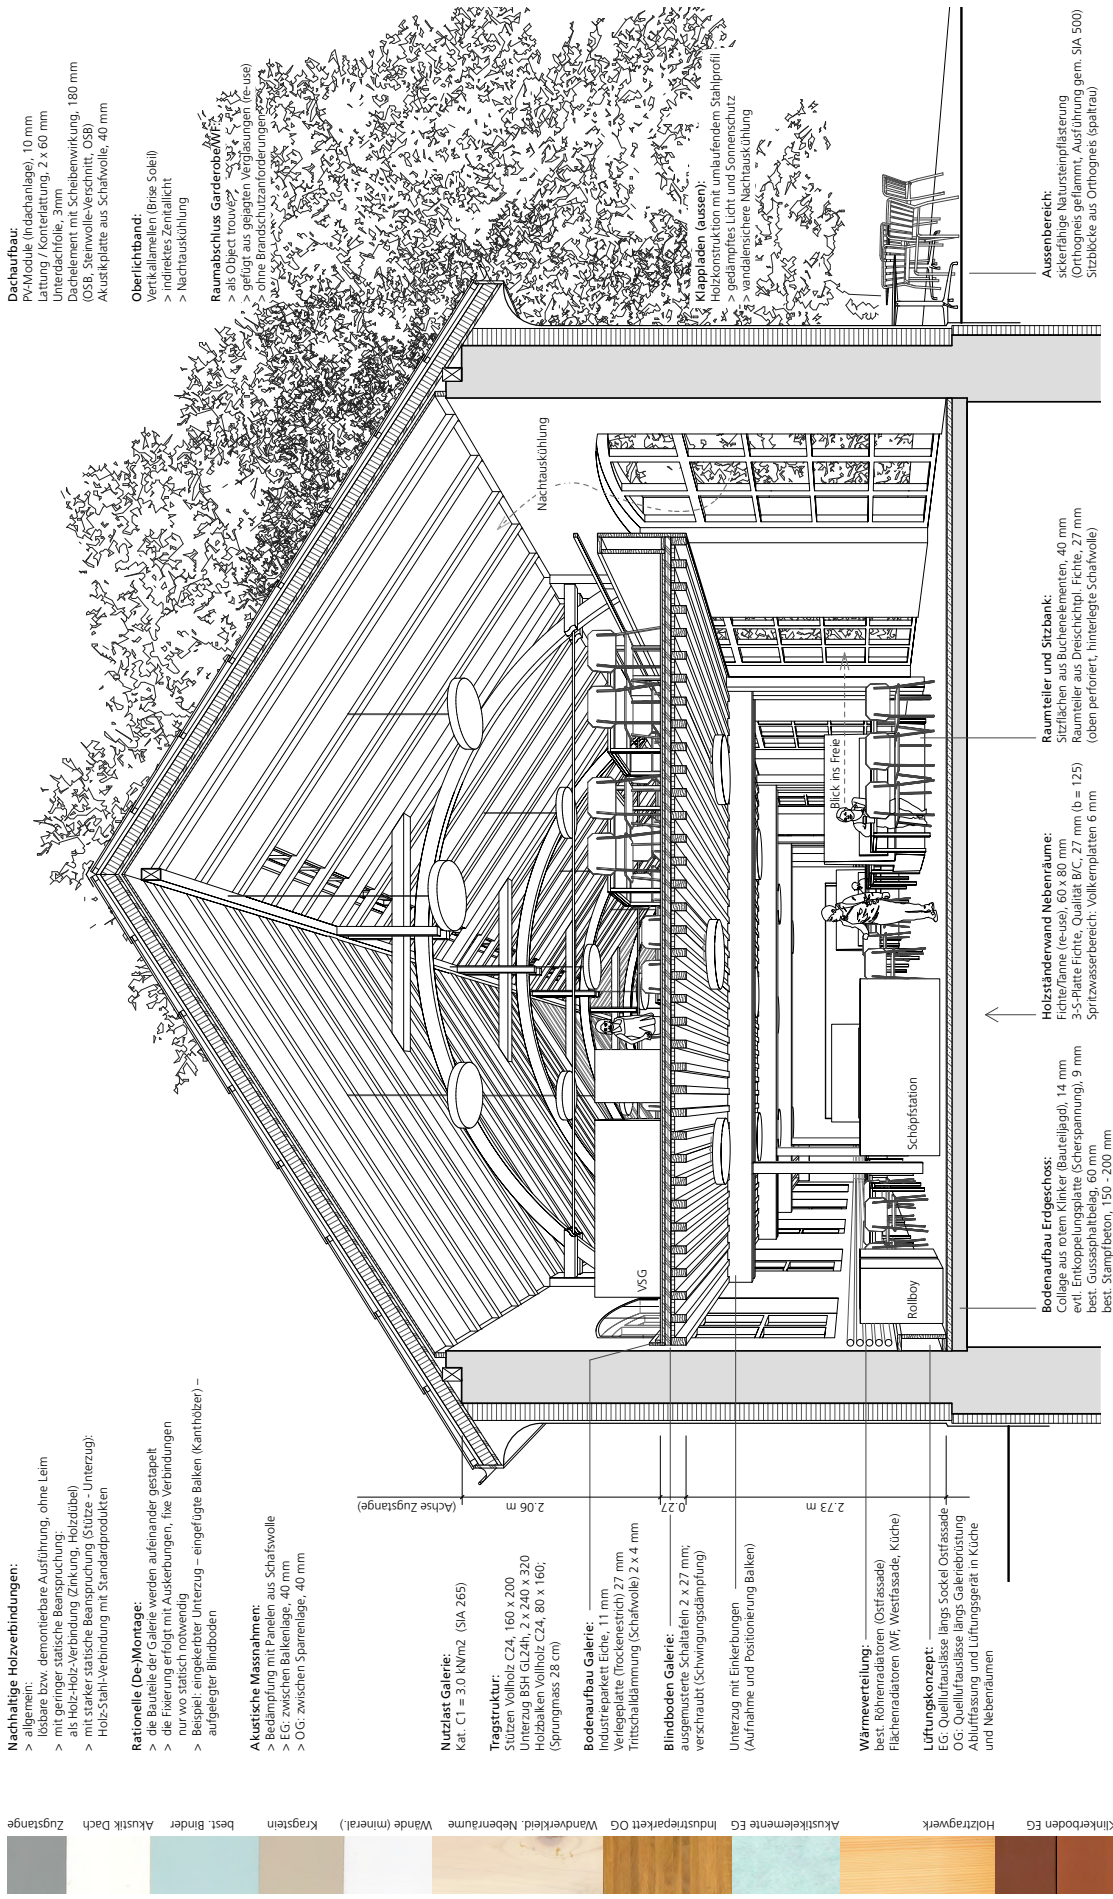 Nachhaltige Holzverbindungen:
> allgemein:
lösbare bzw. demontierbare Ausführung, ohne Leim
> mit geringer statische Beanspruchung:
als Holz-Holz-Verbindung (Zinkung, Holzdübel)
> mit starker statische Beanspruchung (Stütze - Unterzug):
Holz-Stahl-Verbindung mit Standardprodukten
Rationelle (De-)Montage:
> die Bauteile der Galerie werden aufeinander gestapelt
> die Fixierung erfolgt mit Auskerbungen, fixe Verbindungen
nur wo statisch notwendig
> Beispiel: eingekerbter Unterzug – eingefügte Balken (Kanthölzer) –
aufgelegter Blindboden
Akustische Massnahmen:
> Bedämpfung mit Panelen aus Schafswolle
> EG: zwischen Balkenlage, 40 mm
> OG: zwischen Sparrenlage, 40 mm
Nutzlast Galerie:
Kat. C1 = 3.0 kN/m2 (SIA 265)
Tragstruktur:
Stützen Vollholz C24, 160 x 200
Unterzug BSH GL24h, 2 x 240 x 320
Holzbalken Vollholz C24, 80 x 160;
(Sprungmass 28 cm)
Bodenaufbau Galerie:
Industrieparkett Eiche, 11 mm
Verlegeplatte (Trockenestrich) 27 mm
Trittschalldämmung (Schafwolle) 2 x 4 mm
Blindboden Galerie:
ausgemusterte Schaltafeln 2 x 27 mm;
verschraubt (Schwingungsdämpfung)
Unterzug mit Einkerbungen
(Aufnahme und Positionierung Balken)
Wärmeverteilung:
best. Röhrenradiatoren (Ostfassade)
Flächenradiatoren (WF, Westfassade, Küche)
Lüftungskonzept:
EG: Quellluftauslässe längs Sockel Ostfassade
OG: Quellluftauslässe längs Galeriebrüstung
Abluftfassung und Lüftungsgerät in Küche
und Nebenräumen
(Achse Zugstange)
2.06 m
0.27
2.73 m
VSG
Rollboy
Schöpfstation
Blick ins Freie
Nachtauskühlung
Dachaufbau:
PV-Module (Indachanlage), 10 mm
Lattung / Konterlattung, 2 x 60 mm
Unterdachfolie, 3mm
Dachelement mit Scheibenwirkung, 180 mm
(OSB, Steinwolle-Verschnitt, OSB)
Akustikplatte aus Schafwolle, 40 mm
Oberlichtband:
Vertikallamellen (Brise Soleil)
> indirektes Zenitallicht
> Nachtauskühlung
Raumabschluss Garderobe/WF:
> als Object trouvé
> gefügt aus gejagten Verglasungen (re-use)
> ohne Brandschutzanforderungen
Klappladen (aussen):
Holzkonstruktion mit umlaufendem Stahlprofil
> gedämpftes Licht und Sonnenschutz
> vandalensichere Nachtauskühlung
Aussenbereich:
sickerfähige Natursteinpflästerung
(Orthogneis geflammt, Ausführung gem. SIA 500)
Sitzböcke aus Orthogneis (spaltrau)
Raumteiler und Sitzbank:
Sitzflächen aus Buchenelementen, 40 mm
Raumteiler aus Dreischichtpl. Fichte, 27 mm
(oben perforiert, hinterlegte Schafwolle)
Holzständerwand Nebenräume:
Fichte/Tanne (re-use), 60 x 80 mm
3-S-Platte Fichte, Qualität B/C, 27 mm (b = 125)
Spritzwasserbereich: Vollkernplatten 6 mm
Bodenaufbau Erdgeschoss:
Collage aus rotem Klinker (Bauteiljagd), 14 mm
evtl. Entkoppelungsplatte (Scherspannung), 9 mm
best. Gussasphaltbelag, 60 mm
best. Stampfbeton, 150 - 200 mm
Zugstange
Akustik Dach
best. Binder
Kragstein
Wände (mineral.)
Wandverkleid. Nebenräume
Industrieparkett OG
Akustikelemente EG
Holztragwerk
Klinkerboden EG